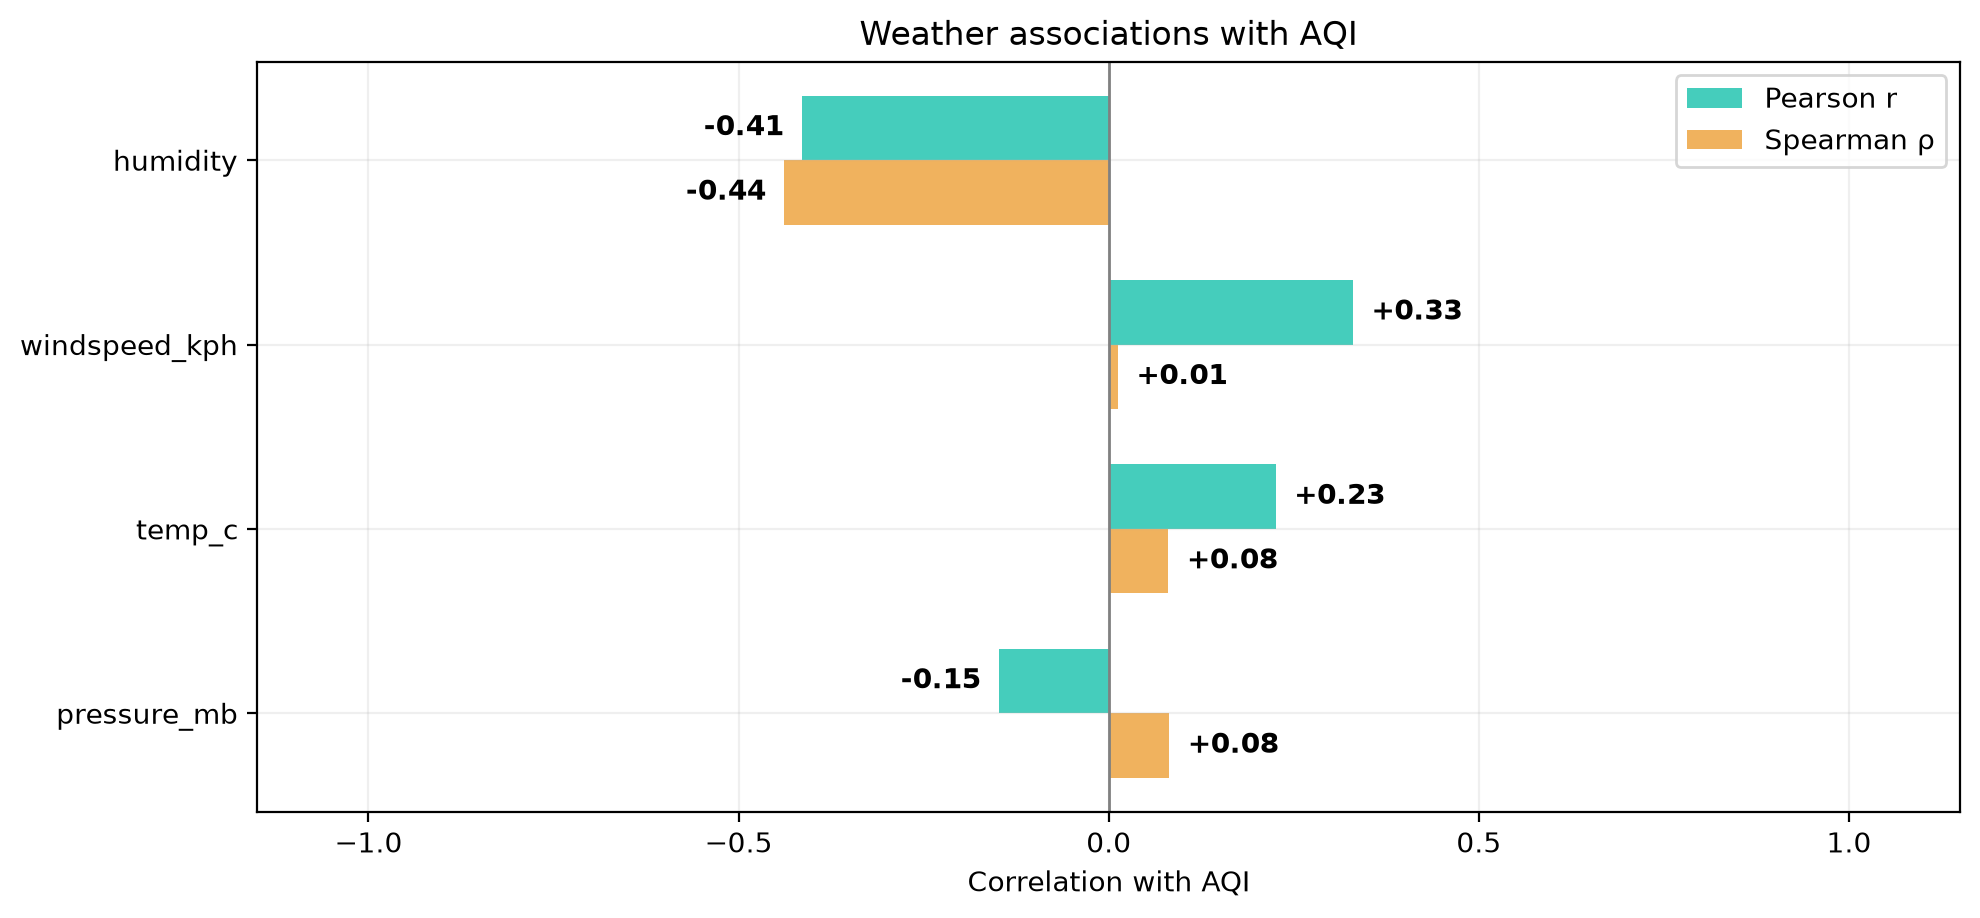 Weather associations with AQI
Pearson r
Spearman ρ
humidity
-0.41
-0.44
windspeed_kph
+0.33
+0.01
temp_c
+0.23
+0.08
pressure_mb
-0.15
+0.08
−1.0
−0.5
0.0
0.5
1.0
Correlation with AQI